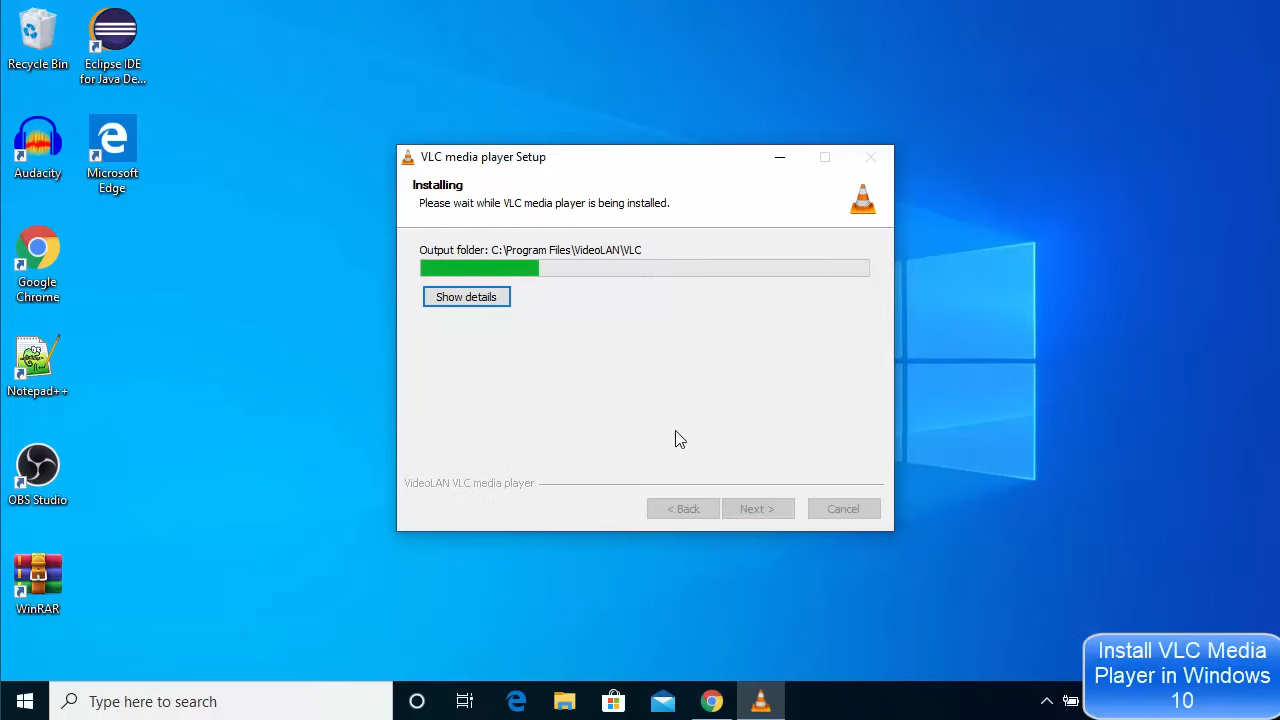 Recycle Bin
Eclipse IDE
for Java De...
Audacity
Microsoft
Edge
Google
Chrome
Notepad++
OBS Studio
WinRAR
VLC media player Setup
Installing
Please wait while VLC media player is being installed.
Output folder: C:\Program Files\VideoLAN\VLC
Show details
VideoLAN VLC media player
< Back
Next >
Cancel
Type here to search
Install VLC Media
Player in Windows
10